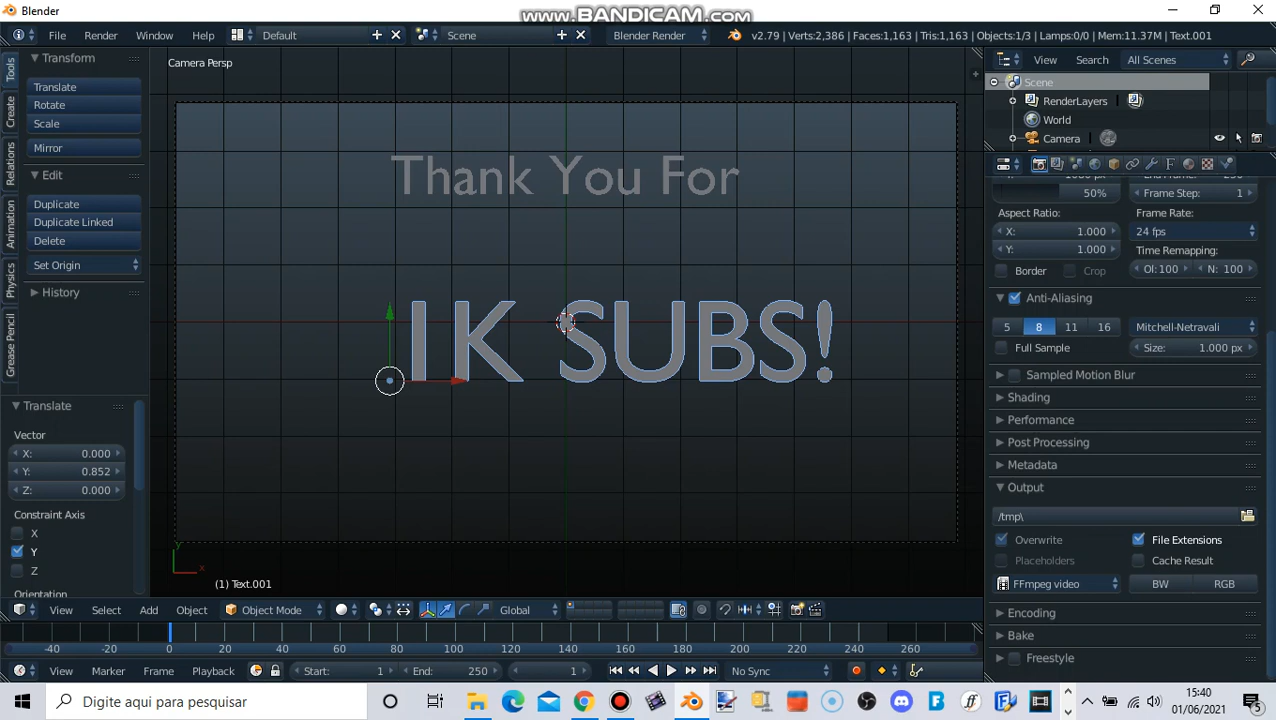 Blender
www.BANDICAM.com
File Render Window Help Default Scene Blender Render v2.79 | Verts:2,386 | Faces:1,163 | Tris:1,163 | Objects:1/3 | Lamps:0/0 | Mem:11.37M | Text.001
Tools
Create
Relations
Animation
Physics
Grease Pencil
Transform
Translate
Rotate
Scale
Mirror
Edit
Duplicate
Duplicate Linked
Delete
Set Origin
History
Translate
Vector
X: 0.000
Y: 0.852
Z: 0.000
Constraint Axis
X
Y
Z
Orientation
Camera Persp
Thank You For
IK SUBS!
y
x
(1) Text.001
View Search All Scenes
Scene
RenderLayers
World
Camera
50%
Frame Step: 1
Aspect Ratio:
X: 1.000
Y: 1.000
Frame Rate:
24 fps
Time Remapping:
Ol:100 N: 100
Border Crop
Anti-Aliasing
5 8 11 16 Mitchell-Netravali
Full Sample Size: 1.000 px
Sampled Motion Blur
Shading
Performance
Post Processing
Metadata
Output
/tmp\
Overwrite File Extensions
Placeholders Cache Result
FFmpeg video BW RGB
Encoding
Bake
Freestyle
View Select Add Object Object Mode Global
-40 -20 0 20 40 60 80 100 120 140 160 180 200 220 240 260
View Marker Frame Playback Start: 1 End: 250 1 No Sync
Digite aqui para pesquisar
15:40
01/06/2021
5